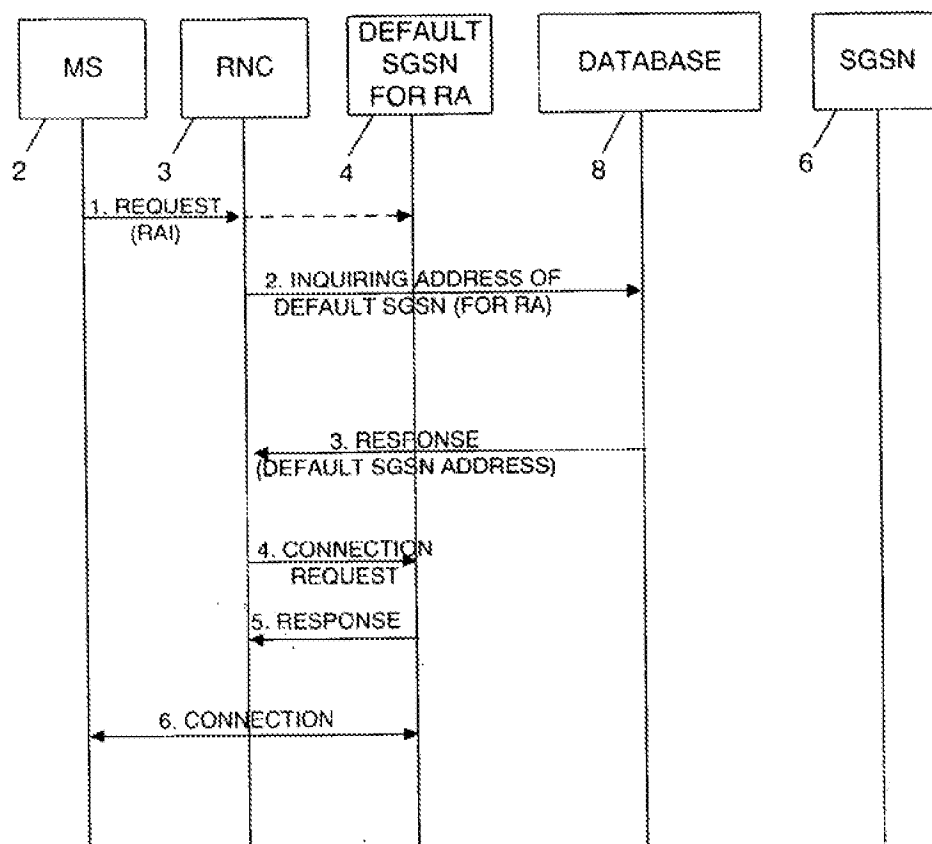 MS
RNC
DEFAULT
SGSN
FOR RA
DATABASE
SGSN
2
3
4
8
6
1. REQUEST
(RAI)
2. INQUIRING ADDRESS OF
DEFAULT SGSN (FOR RA)
3. RESPONSE
(DEFAULT SGSN ADDRESS)
4. CONNECTION
REQUEST
5. RESPONSE
6. CONNECTION